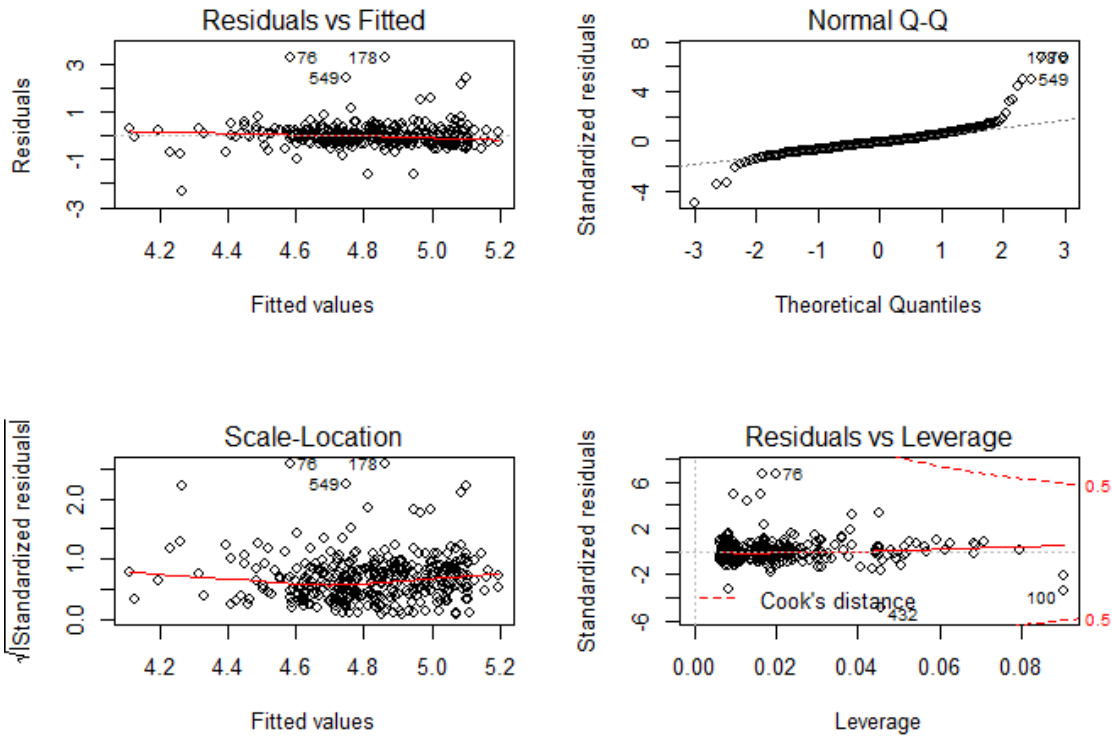 Residuals vs Fitted
Residuals
3
1
-1
-3
76
178
549
4.2 4.4 4.6 4.8 5.0 5.2
Fitted values
Normal Q-Q
Standardized residuals
8
4
0
-4
549
-3 -2 -1 0 1 2 3
Theoretical Quantiles
Scale-Location
√|Standardized residuals|
2.0
1.0
0.0
76
178
549
4.2 4.4 4.6 4.8 5.0 5.2
Fitted values
Residuals vs Leverage
Standardized residuals
6
2
-2
-6
76
0.5
Cook's distance
100
432
0.5
0.00 0.02 0.04 0.06 0.08
Leverage